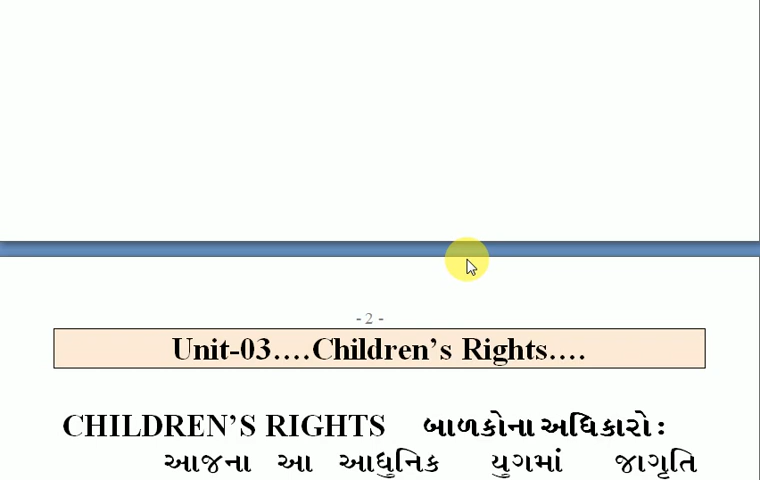 - 2 -
Unit-03....Children’s Rights....
CHILDREN’S RIGHTS બાળકોના અધિકારો :
આજના આ આધુનિક યુગમાં જાગૃતિ